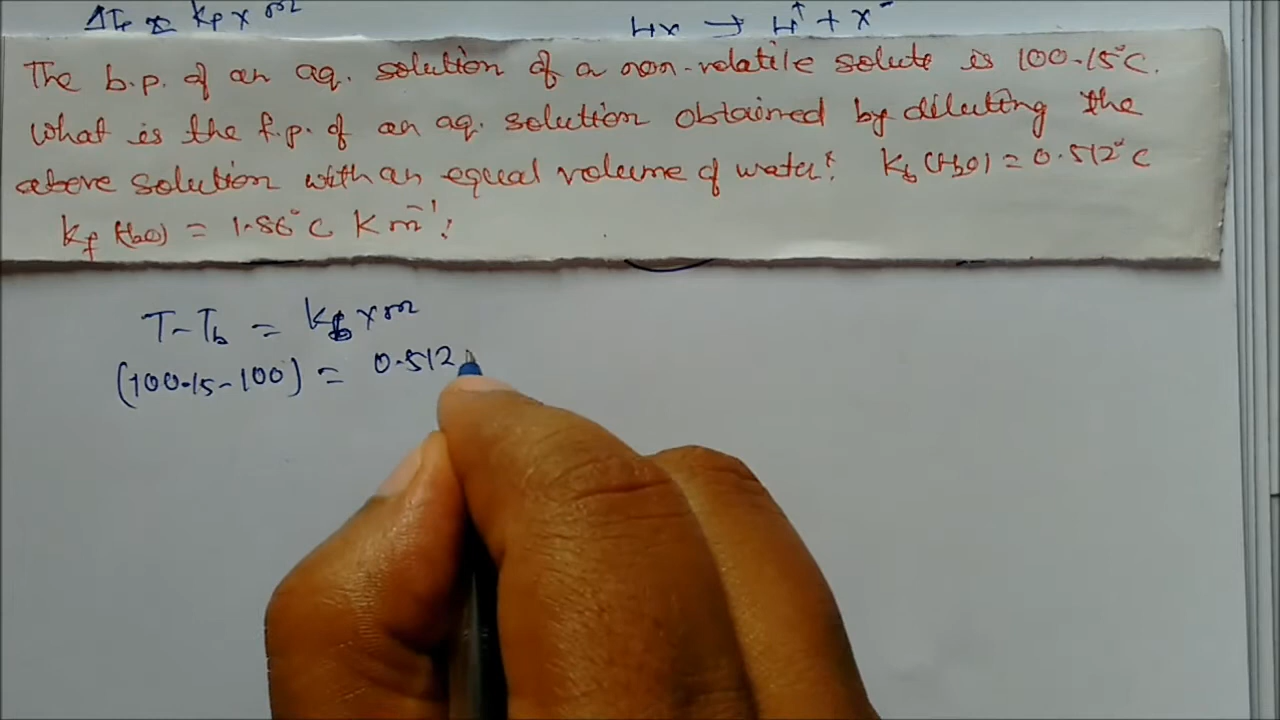 ΔTf = kf x m
HX → H⁺ + X⁻
The b.p. of an aq. solution of a non-volatile solute is 100.15°C.
What is the f.p. of an aq. solution obtained by diluting the
above solution with an equal volume of water? Kb (H2O) = 0.512°C
Kf (H2O) = 1.86°C K m⁻¹?
T - Tb = Kb x m
(100.15 - 100) = 0.512